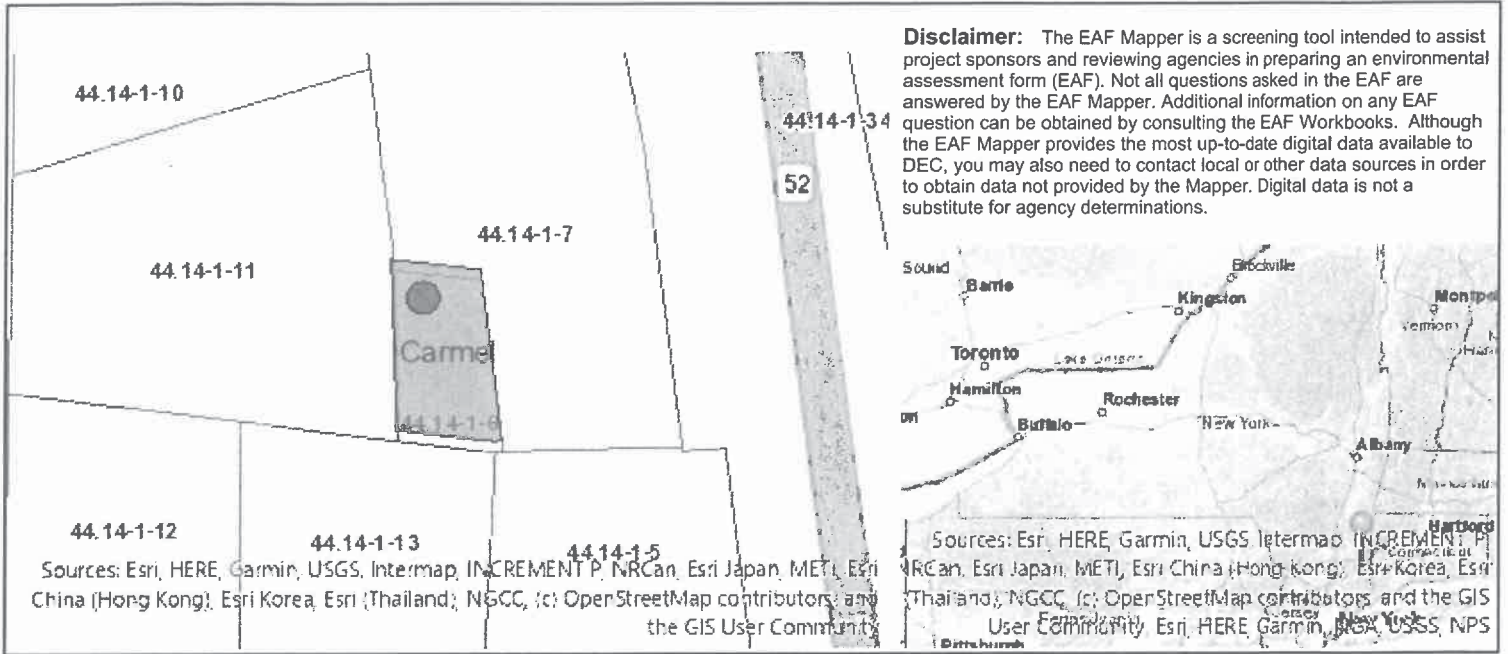 Disclaimer: The EAF Mapper is a screening tool intended to assist
project sponsors and reviewing agencies in preparing an environmental
assessment form (EAF). Not all questions asked in the EAF are
answered by the EAF Mapper. Additional information on any EAF
question can be obtained by consulting the EAF Workbooks. Although
the EAF Mapper provides the most up-to-date digital data available to
DEC, you may also need to contact local or other data sources in order
to obtain data not provided by the Mapper. Digital data is not a
substitute for agency determinations.
44.14-1-10
44.14-1-34
52
44.14-1-7
44.14-1-11
Carmel
44.14-1-6
44.14-1-12
44.14-1-13
44.14-1-5
Sources: Esri, HERE, Garmin, USGS, Intermap, INCREMENT P, NRCan, Esri Japan, METI, Esri
China (Hong Kong), Esri Korea, Esri (Thailand), NGCC, (c) OpenStreetMap contributors, and
the GIS User Community
Sound
Barrie
Brockville
Kingston
Montpel
Vermont
Toronto
Lake Ontario
Hamilton
Rochester
Buffalo
New York
Albany
Hartford
Connecticut
Sources: Esri, HERE, Garmin, USGS, Intermap, INCREMENT P,
NRCan, Esri Japan, METI, Esri China (Hong Kong), Esri Korea, Esri
(Thailand), NGCC, (c) OpenStreetMap contributors, and the GIS
User Community, Esri, HERE, Garmin, NGA, USGS, NPS
New York
Pittsburgh